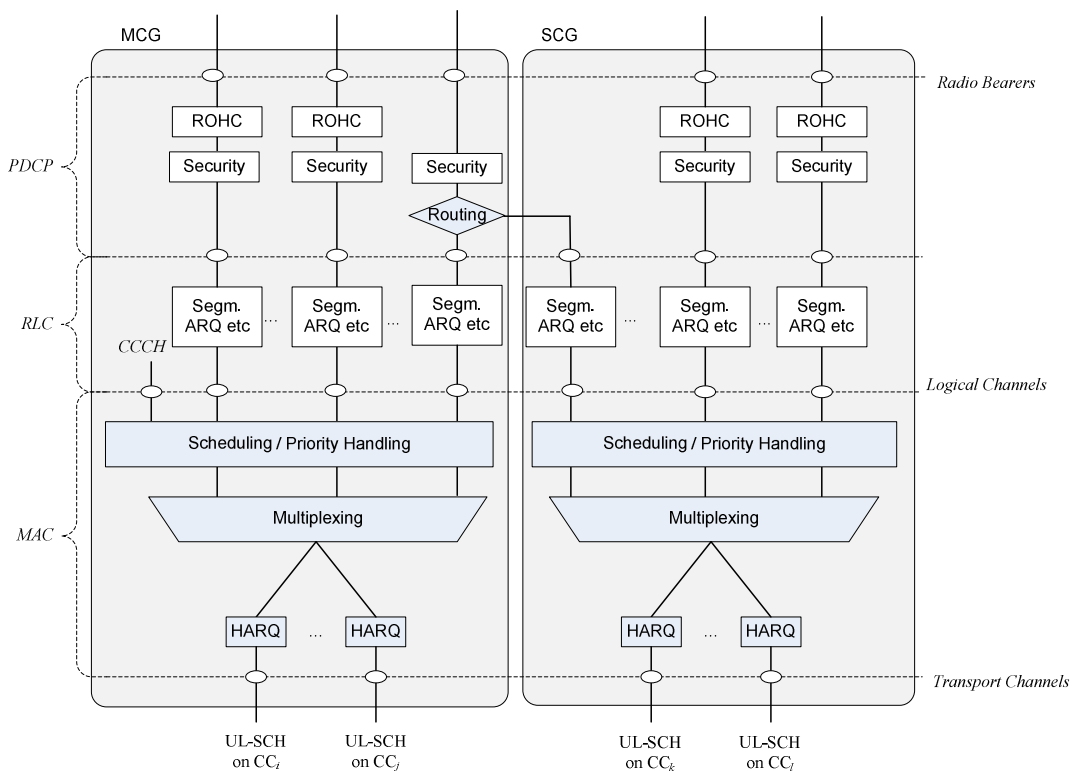 MCG
SCG
Radio Bearers
ROHC
ROHC
ROHC
ROHC
PDCP
Security
Security
Security
Security
Security
Routing
RLC
Segm.
ARQ etc
...
Segm.
ARQ etc
...
Segm.
ARQ etc
Segm.
ARQ etc
...
Segm.
ARQ etc
...
Segm.
ARQ etc
CCCH
Logical Channels
Scheduling / Priority Handling
Scheduling / Priority Handling
MAC
Multiplexing
Multiplexing
HARQ
...
HARQ
HARQ
...
HARQ
Transport Channels
UL-SCH
on CCi
UL-SCH
on CCj
UL-SCH
on CCk
UL-SCH
on CCl